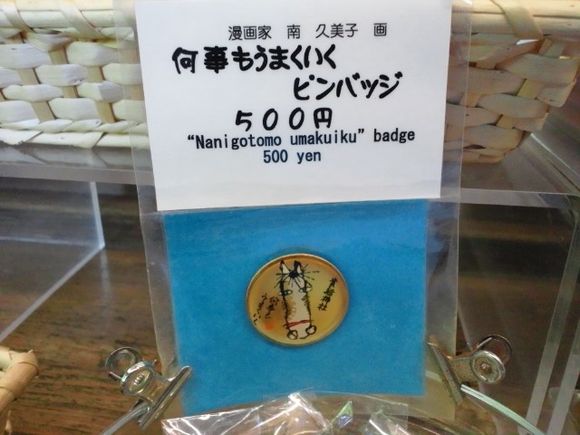 漫画家 南 久美子 画
何事もうまくいく
ピンバッジ
５００円
“Nanigotomo umakuiku” badge
500 yen